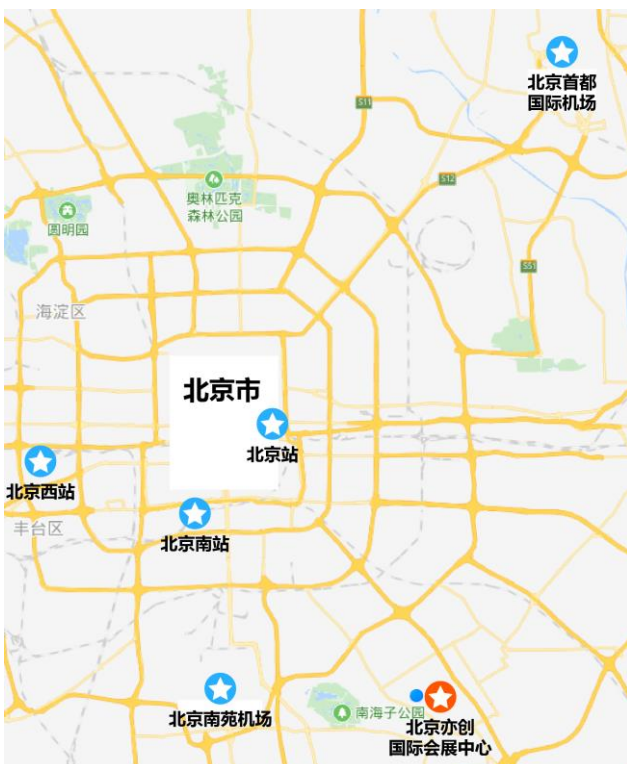 北京首都
国际机场
S11
奥林匹克
森林公园
S12
圆明园
S51
海淀区
北京市
北京站
北京西站
丰台区
北京南站
北京南苑机场
南海子公园
北京亦创
国际会展中心